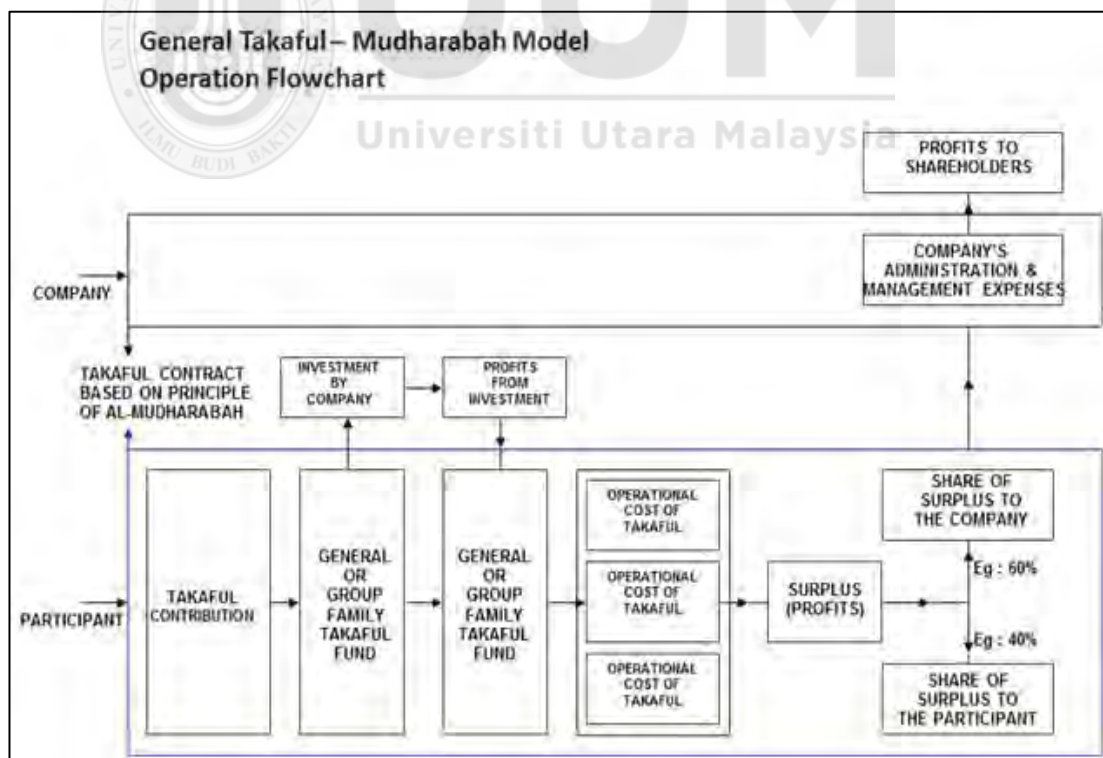 General Takaful – Mudharabah Model
Operation Flowchart
UUM
Universiti Utara Malaysia
ILMU BUDI BAKTI
PROFITS TO
SHAREHOLDERS
COMPANY'S
ADMINISTRATION &
MANAGEMENT EXPENSES
COMPANY
TAKAFUL CONTRACT
BASED ON PRINCIPLE
OF AL-MUDHARABAH
INVESTMENT
BY
COMPANY
PROFITS
FROM
INVESTMENT
PARTICIPANT
TAKAFUL
CONTRIBUTION
GENERAL
OR
GROUP
FAMILY
TAKAFUL
FUND
GENERAL
OR
GROUP
FAMILY
TAKAFUL
FUND
OPERATIONAL
COST OF
TAKAFUL
OPERATIONAL
COST OF
TAKAFUL
OPERATIONAL
COST OF
TAKAFUL
SURPLUS
(PROFITS)
SHARE OF
SURPLUS TO
THE COMPANY
Eg : 60%
Eg : 40%
SHARE OF
SURPLUS TO
THE PARTICIPANT